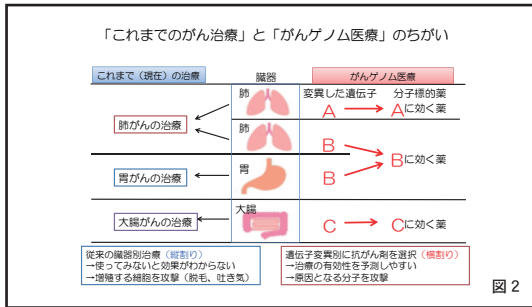 「これまでのがん治療」と「がんゲノム医療」のちがい
これまで（現在）の治療 臓器 がんゲノム医療
肺 変異した遺伝子 分子標的薬
A Aに効く薬
肺がんの治療
肺
B
Bに効く薬
胃がんの治療 胃
B
大腸がんの治療 大腸 C Cに効く薬
従来の臓器別治療（縦割り）
→使ってみないと効果がわからない
→増殖する細胞を攻撃（脱毛、吐き気）
遺伝子変異別に抗がん剤を選択（横割り）
→治療の有効性を予測しやすい
→原因となる分子を攻撃
図2